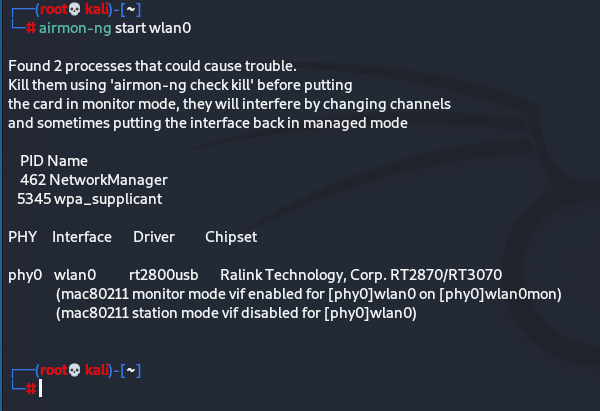 ┌──(root💀 kali)-[~]
└─# airmon-ng start wlan0
Found 2 processes that could cause trouble.
Kill them using 'airmon-ng check kill' before putting
the card in monitor mode, they will interfere by changing channels
and sometimes putting the interface back in managed mode
PID Name
462 NetworkManager
5345 wpa_supplicant
PHY Interface Driver Chipset
phy0 wlan0 rt2800usb Ralink Technology, Corp. RT2870/RT3070
(mac80211 monitor mode vif enabled for [phy0]wlan0 on [phy0]wlan0mon)
(mac80211 station mode vif disabled for [phy0]wlan0)
┌──(root💀 kali)-[~]
└─#